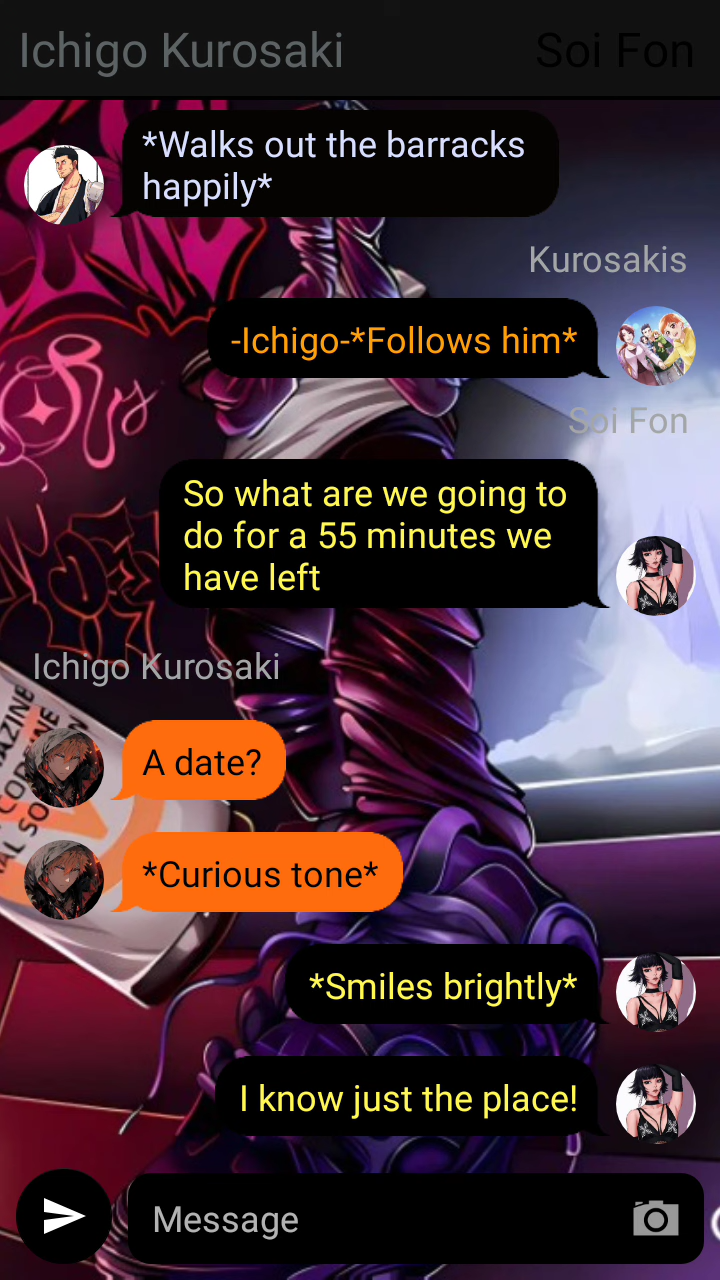 Ichigo Kurosaki
Soi Fon
*Walks out the barracks
happily*
Kurosakis
-Ichigo-*Follows him*
Soi Fon
So what are we going to
do for a 55 minutes we
have left
Ichigo Kurosaki
A date?
*Curious tone*
*Smiles brightly*
I know just the place!
Message